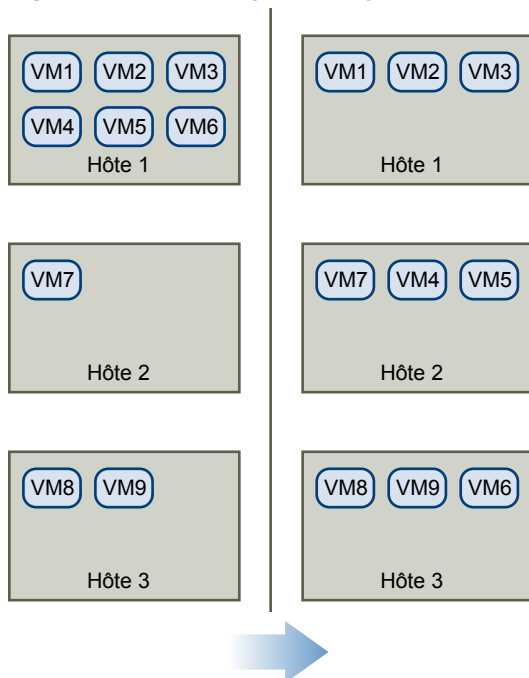 VM1 VM2 VM3
VM4 VM5 VM6
Hôte 1
VM7
Hôte 2
VM8 VM9
Hôte 3
VM1 VM2 VM3
Hôte 1
VM7 VM4 VM5
Hôte 2
VM8 VM9 VM6
Hôte 3